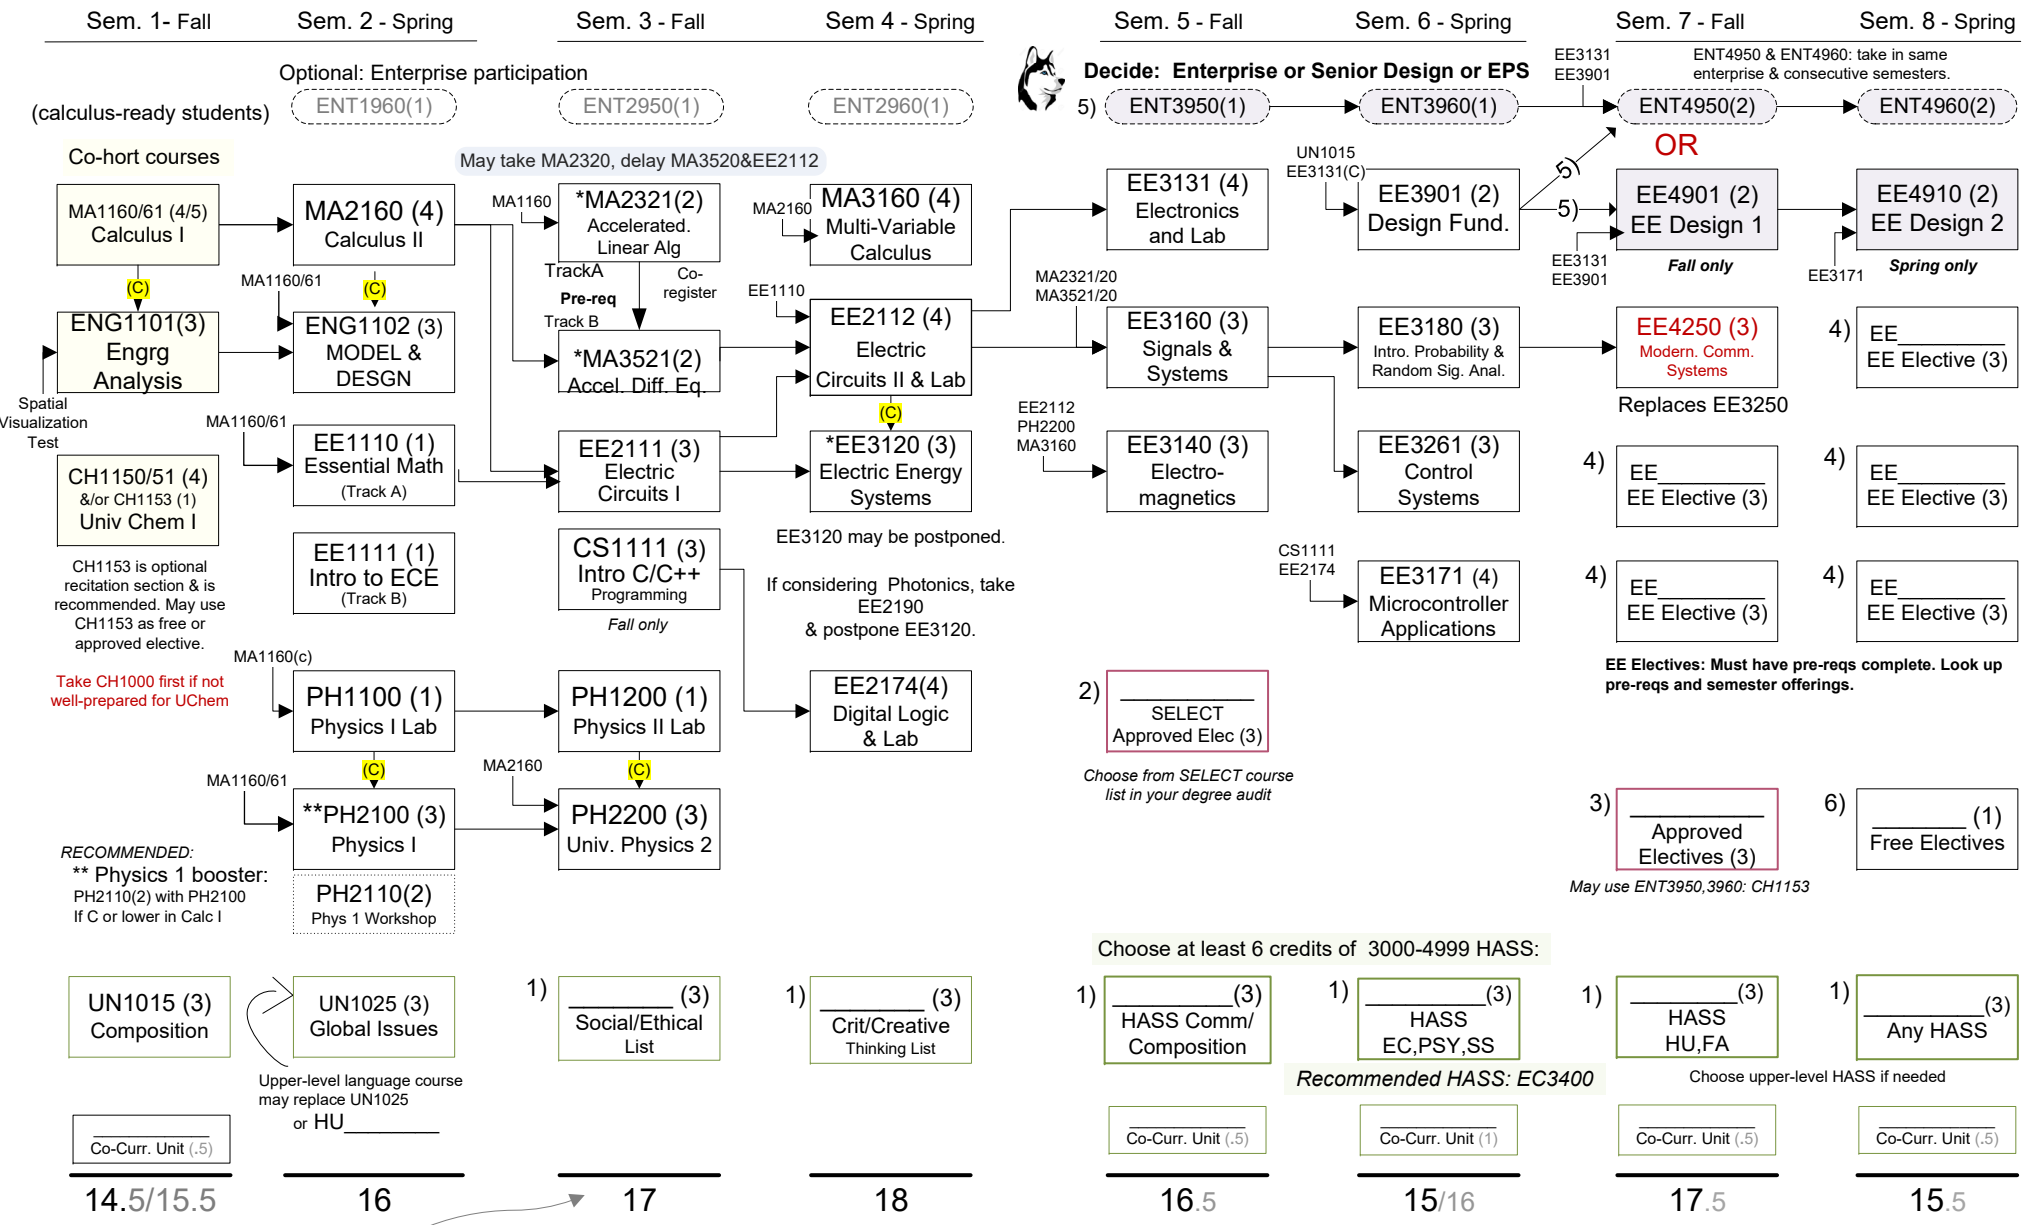 Sem. 1- Fall
Sem. 2 - Spring
Sem. 3 - Fall
Sem 4 - Spring
Sem. 5 - Fall
Sem. 6 - Spring
Sem. 7 - Fall
Sem. 8 - Spring
Optional: Enterprise participation
Decide:  Enterprise or Senior Design or EPS
EE3131
EE3901
ENT4950 & ENT4960: take in same
enterprise & consecutive semesters.
(calculus-ready students)
ENT1960(1)
ENT2950(1)
ENT2960(1)
5)
ENT3950(1)
ENT3960(1)
ENT4950(2)
ENT4960(2)
OR
Co-hort courses
May take MA2320, delay MA3520&EE2112
MA1160/61 (4/5)
Calculus I
MA2160 (4)
Calculus II
MA1160
*MA2321(2)
Accelerated.
Linear Alg
MA2160
MA3160 (4)
Multi-Variable
Calculus
EE3131 (4)
Electronics
and Lab
UN1015
EE3131(C)
EE3901 (2)
Design Fund.
5)
5)
EE4901 (2)
EE Design 1
Fall only
EE3131
EE3901
EE4910 (2)
EE Design 2
Spring only
EE3171
(C)
MA1160/61
(C)
TrackA
Co-
register
Pre-req
Track B
EE1110
MA2321/20
MA3521/20
ENG1101(3)
Engrg
Analysis
ENG1102 (3)
MODEL &
DESGN
*MA3521(2)
Accel. Diff. Eq.
EE2112 (4)
Electric
Circuits II & Lab
EE3160 (3)
Signals &
Systems
EE3180 (3)
Intro. Probability &
Random Sig. Anal.
EE4250 (3)
Modern. Comm.
Systems
Replaces EE3250
4)
EE_________
EE Elective (3)
Spatial
Visualization
Test
MA1160/61
(C)
EE2112
PH2200
MA3160
CH1150/51 (4)
&/or CH1153 (1)
Univ Chem I
EE1110 (1)
Essential Math
(Track A)
EE2111 (3)
Electric
Circuits I
*EE3120 (3)
Electric Energy
Systems
EE3140 (3)
Electro-
magnetics
EE3261 (3)
Control
Systems
4)
EE_________
EE Elective (3)
4)
EE_________
EE Elective (3)
CH1153 is optional
recitation section & is
recommended. May use
CH1153 as free or
approved elective.
Take CH1000 first if not
well-prepared for UChem
EE1111 (1)
Intro to ECE
(Track B)
CS1111 (3)
Intro C/C++
Programming
Fall only
EE3120 may be postponed.
If considering  Photonics, take
EE2190
& postpone EE3120.
CS1111
EE2174
EE3171 (4)
Microcontroller
Applications
4)
EE_________
EE Elective (3)
4)
EE_________
EE Elective (3)
EE Electives: Must have pre-reqs complete. Look up
pre-reqs and semester offerings.
MA1160(c)
PH1100 (1)
Physics I Lab
PH1200 (1)
Physics II Lab
EE2174(4)
Digital Logic
& Lab
2)
___________
SELECT
Approved Elec (3)
Choose from SELECT course
list in your degree audit
(C)
MA1160/61
MA2160
(C)
**PH2100 (3)
Physics I
PH2200 (3)
Univ. Physics 2
3)
___________
Approved
Electives (3)
May use ENT3950,3960: CH1153
6)
________ (1)
Free Electives
RECOMMENDED:
** Physics 1 booster:
PH2110(2) with PH2100
If C or lower in Calc I
PH2110(2)
Phys 1 Workshop
Choose at least 6 credits of  3000-4999 HASS:
UN1015 (3)
Composition
UN1025 (3)
Global Issues
1)
_________ (3)
Social/Ethical
List
1)
_________ (3)
Crit/Creative
Thinking List
1)
__________(3)
HASS Comm/
Composition
1)
__________(3)
HASS
EC,PSY,SS
1)
_________(3)
HASS
HU,FA
1)
__________(3)
Any HASS
Upper-level language course
may replace UN1025
or HU________
Recommended HASS: EC3400
Choose upper-level HASS if needed
___________
Co-Curr. Unit (.5)
___________
Co-Curr. Unit (.5)
___________
Co-Curr. Unit (1)
___________
Co-Curr. Unit (.5)
___________
Co-Curr. Unit (.5)
14.5/15.5
16
17
18
16.5
15/16
17.5
15.5